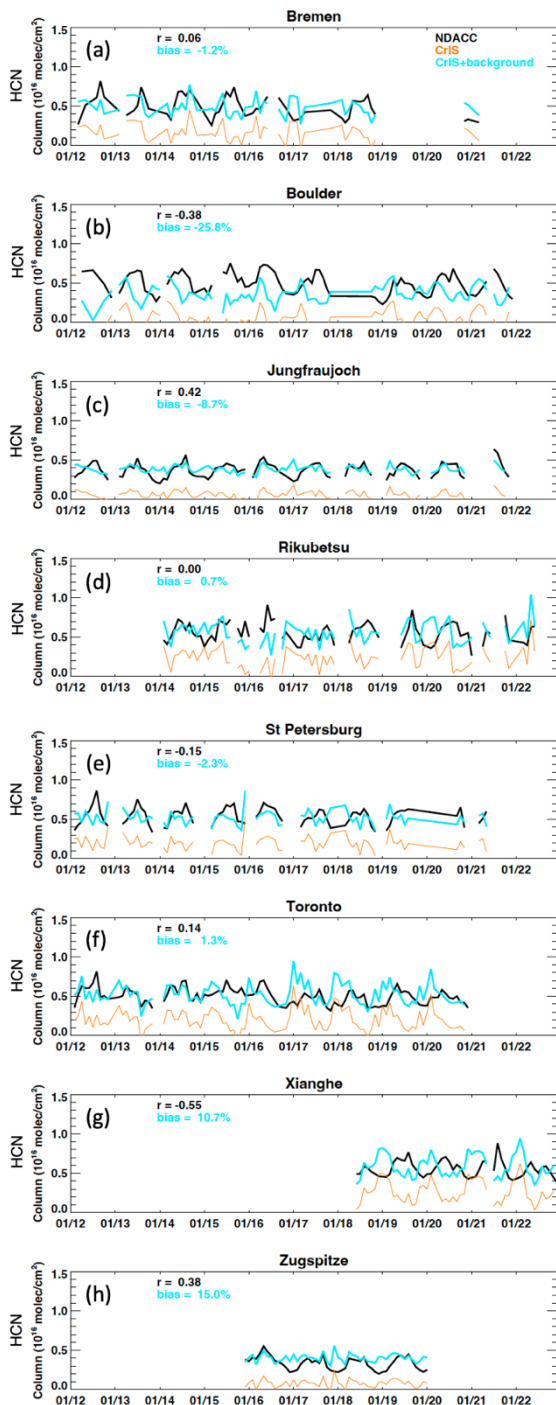 Bremen
(a)
r = 0.06
bias = -1.2%
NDACC
CrIS
CrIS+background
HCN
Column (10¹⁶ molec/cm²)
1.5
1.0
0.5
0.0
01/12 01/13 01/14 01/15 01/16 01/17 01/18 01/19 01/20 01/21 01/22
Boulder
(b)
r = -0.38
bias = -25.8%
HCN
Column (10¹⁶ molec/cm²)
1.5
1.0
0.5
0.0
01/12 01/13 01/14 01/15 01/16 01/17 01/18 01/19 01/20 01/21 01/22
Jungfraujoch
(c)
r = 0.42
bias = -8.7%
HCN
Column (10¹⁶ molec/cm²)
1.5
1.0
0.5
0.0
01/12 01/13 01/14 01/15 01/16 01/17 01/18 01/19 01/20 01/21 01/22
Rikubetsu
(d)
r = 0.00
bias = 0.7%
HCN
Column (10¹⁶ molec/cm²)
1.5
1.0
0.5
0.0
01/12 01/13 01/14 01/15 01/16 01/17 01/18 01/19 01/20 01/21 01/22
St Petersburg
(e)
r = -0.15
bias = -2.3%
HCN
Column (10¹⁶ molec/cm²)
1.5
1.0
0.5
0.0
01/12 01/13 01/14 01/15 01/16 01/17 01/18 01/19 01/20 01/21 01/22
Toronto
(f)
r = 0.14
bias = 1.3%
HCN
Column (10¹⁶ molec/cm²)
1.5
1.0
0.5
0.0
01/12 01/13 01/14 01/15 01/16 01/17 01/18 01/19 01/20 01/21 01/22
Xianghe
(g)
r = -0.55
bias = 10.7%
HCN
Column (10¹⁶ molec/cm²)
1.5
1.0
0.5
0.0
01/12 01/13 01/14 01/15 01/16 01/17 01/18 01/19 01/20 01/21 01/22
Zugspitze
(h)
r = 0.38
bias = 15.0%
HCN
Column (10¹⁶ molec/cm²)
1.5
1.0
0.5
0.0
01/12 01/13 01/14 01/15 01/16 01/17 01/18 01/19 01/20 01/21 01/22